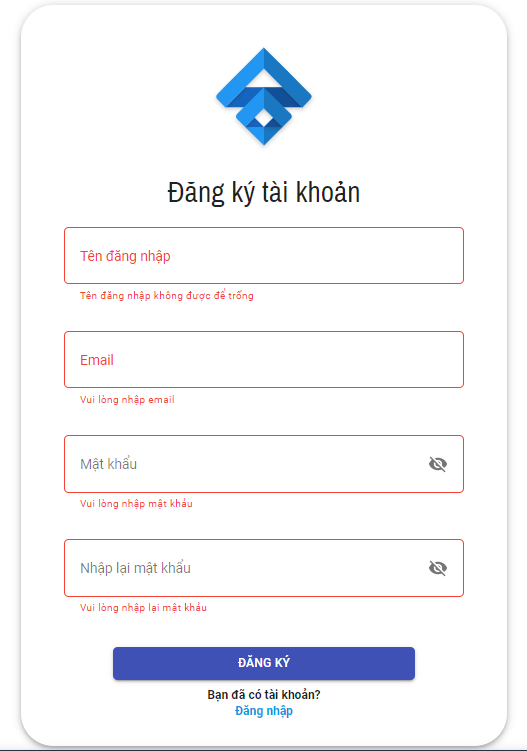 Đăng ký tài khoản
Tên đăng nhập
Tên đăng nhập không được để trống
Email
Vui lòng nhập email
Mật khẩu
Vui lòng nhập mật khẩu
Nhập lại mật khẩu
Vui lòng nhập lại mật khẩu
ĐĂNG KÝ
Bạn đã có tài khoản?
Đăng nhập